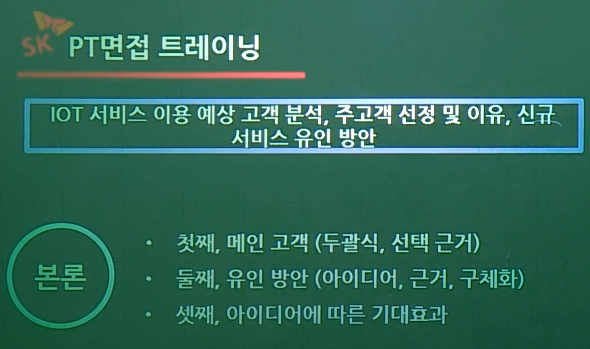 SK PT면접 트레이닝
IOT 서비스 이용 예상 고객 분석, 주고객 선정 및 이유, 신규
서비스 유인 방안
본론
• 첫째, 메인 고객 (두괄식, 선택 근거)
• 둘째, 유인 방안 (아이디어, 근거, 구체화)
• 셋째, 아이디어에 따른 기대효과